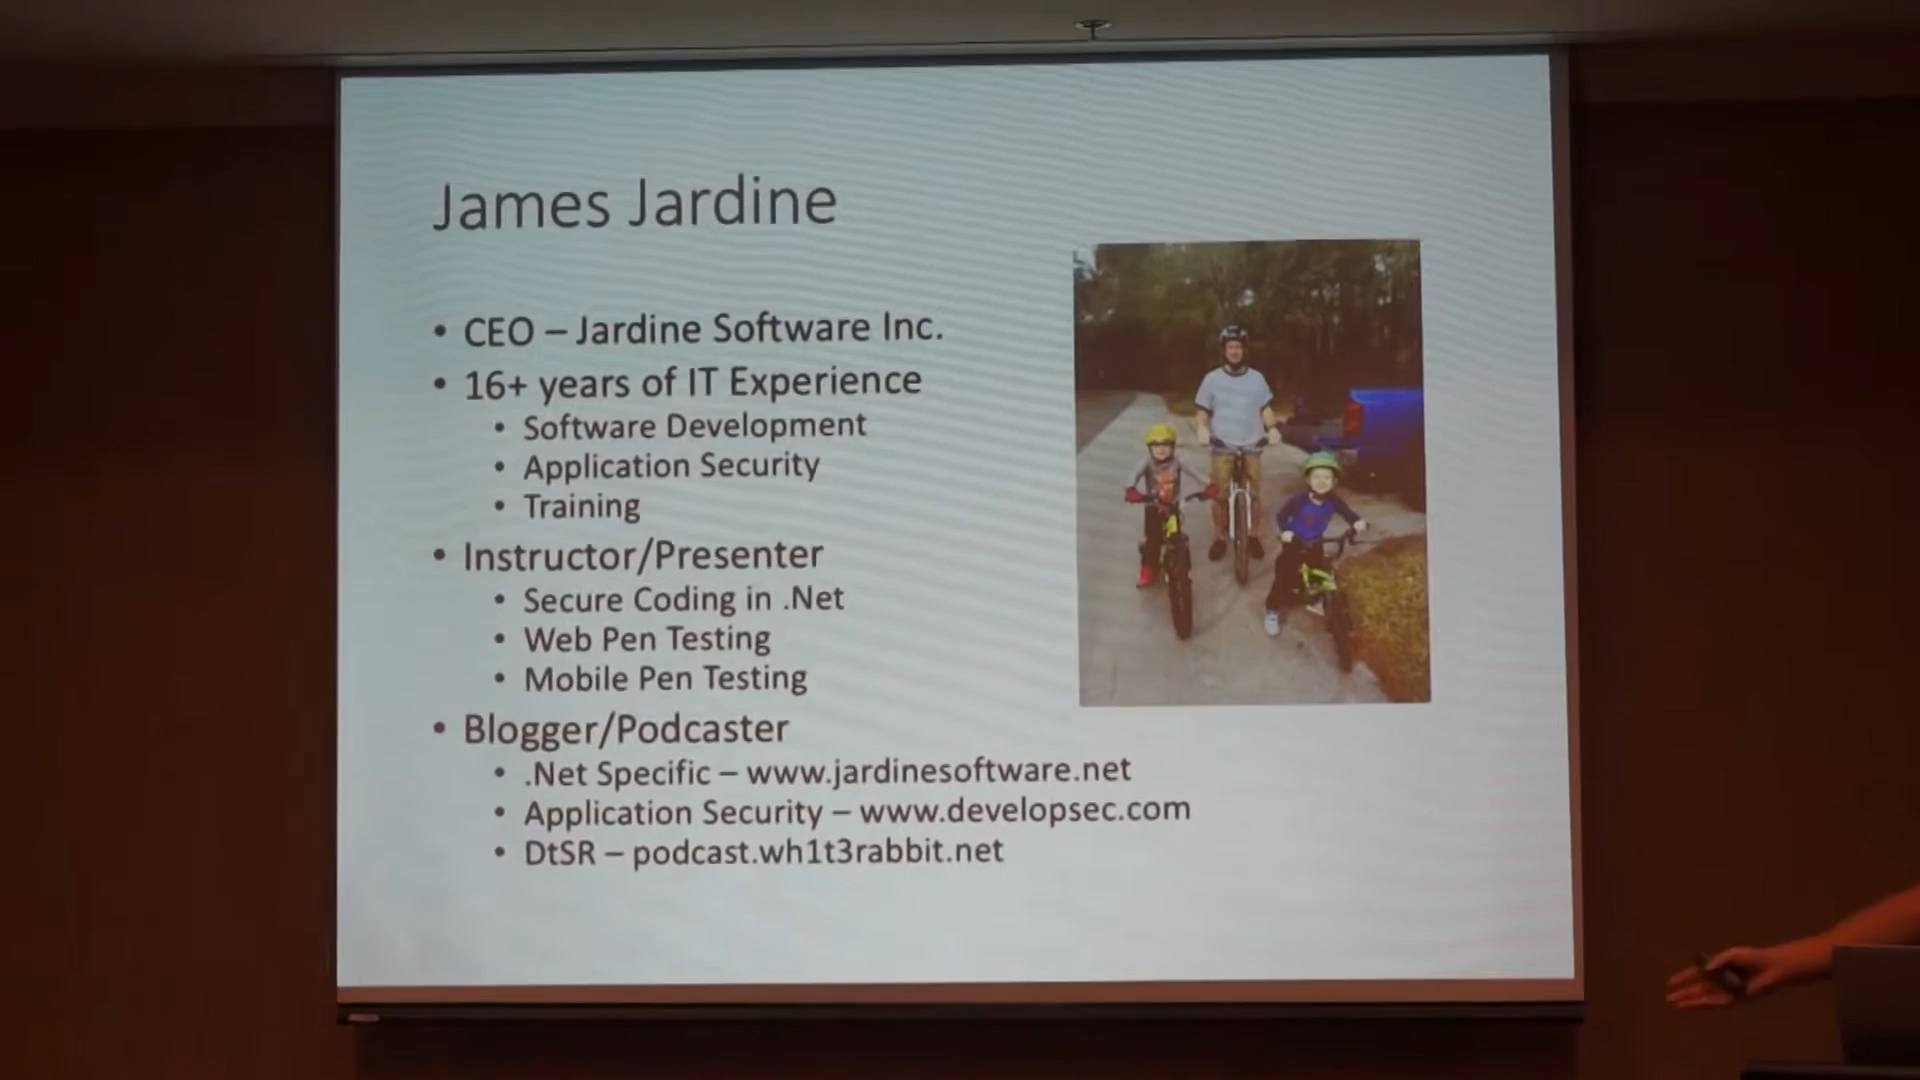 James Jardine
• CEO – Jardine Software Inc.
• 16+ years of IT Experience
• Software Development
• Application Security
• Training
• Instructor/Presenter
• Secure Coding in .Net
• Web Pen Testing
• Mobile Pen Testing
• Blogger/Podcaster
• .Net Specific – www.jardinesoftware.net
• Application Security – www.developsec.com
• DtSR – podcast.wh1t3rabbit.net